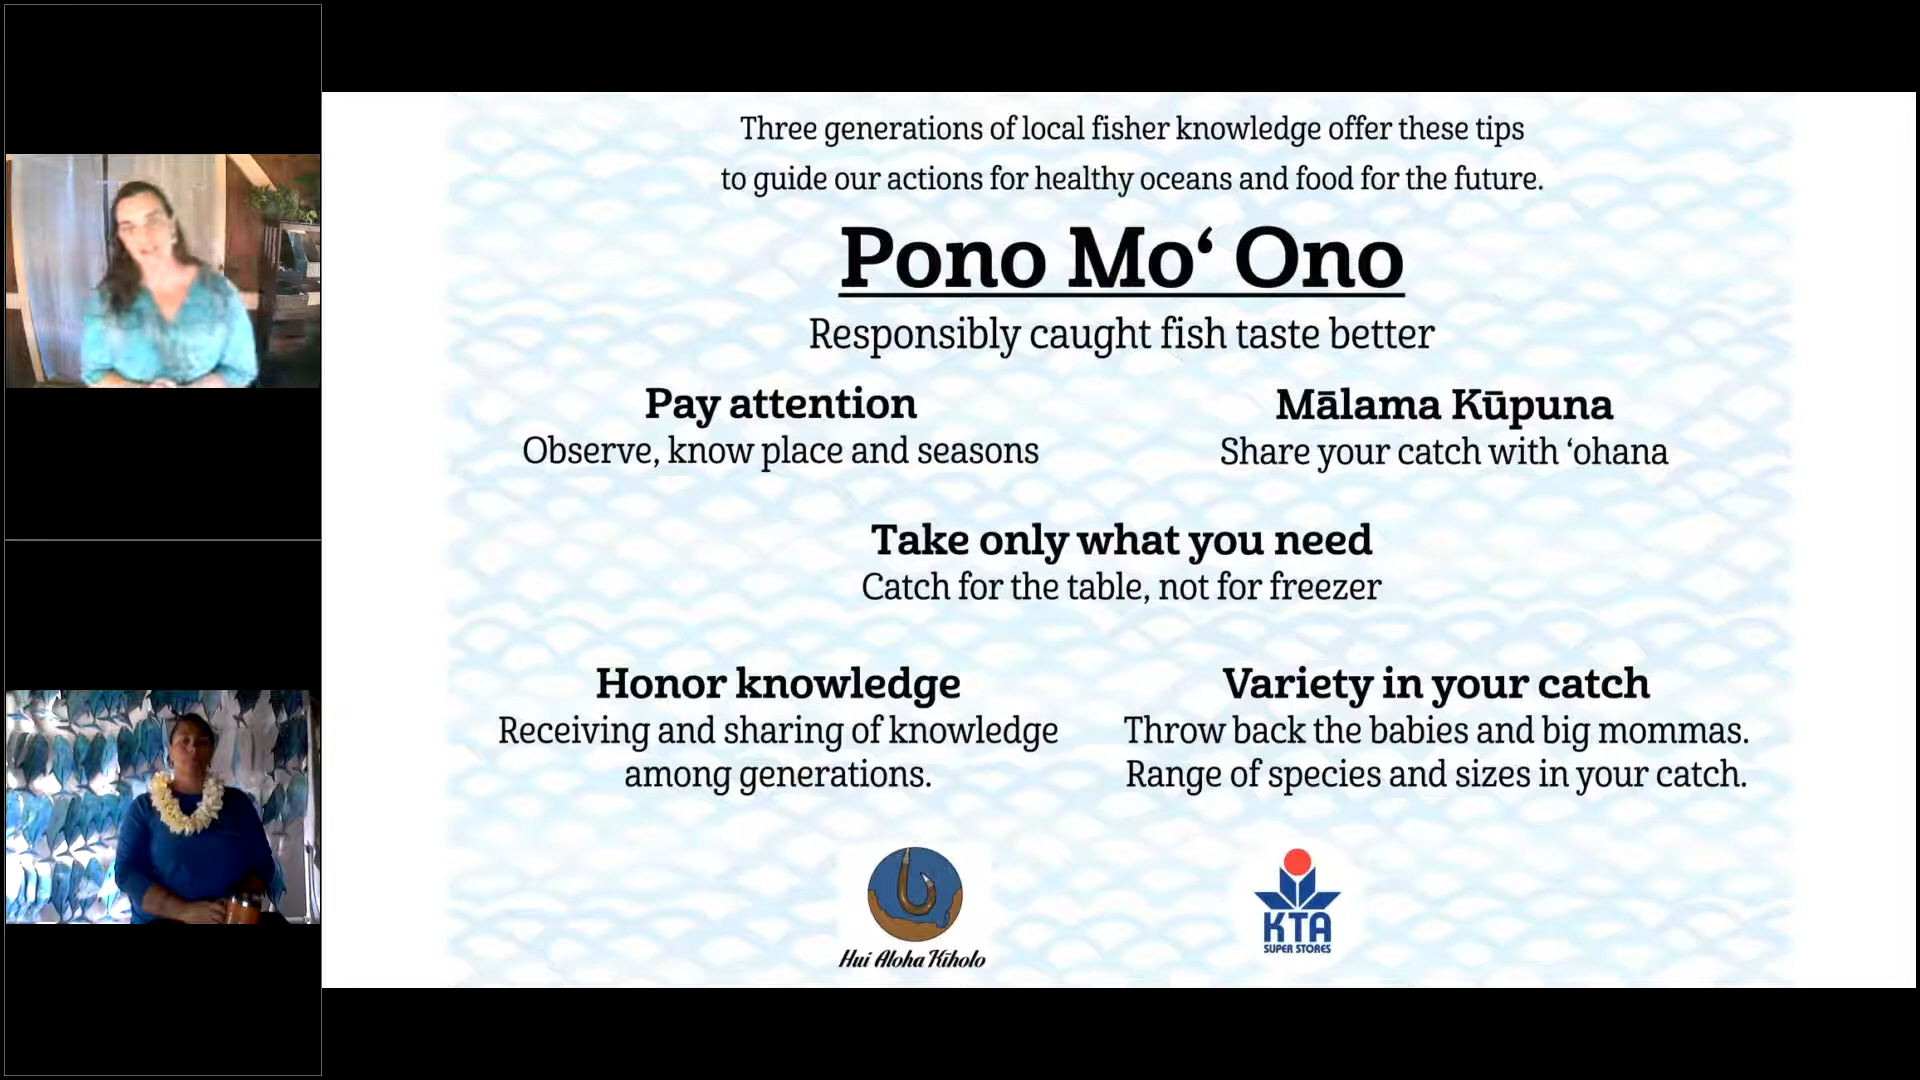 Three generations of local fisher knowledge offer these tips
to guide our actions for healthy oceans and food for the future.
Pono Mo‘ Ono
Responsibly caught fish taste better
Pay attention
Observe, know place and seasons
Mālama Kūpuna
Share your catch with ‘ohana
Take only what you need
Catch for the table, not for freezer
Honor knowledge
Receiving and sharing of knowledge
among generations.
Variety in your catch
Throw back the babies and big mommas.
Range of species and sizes in your catch.
Hui Aloha Kīholo
KTA
SUPER STORES